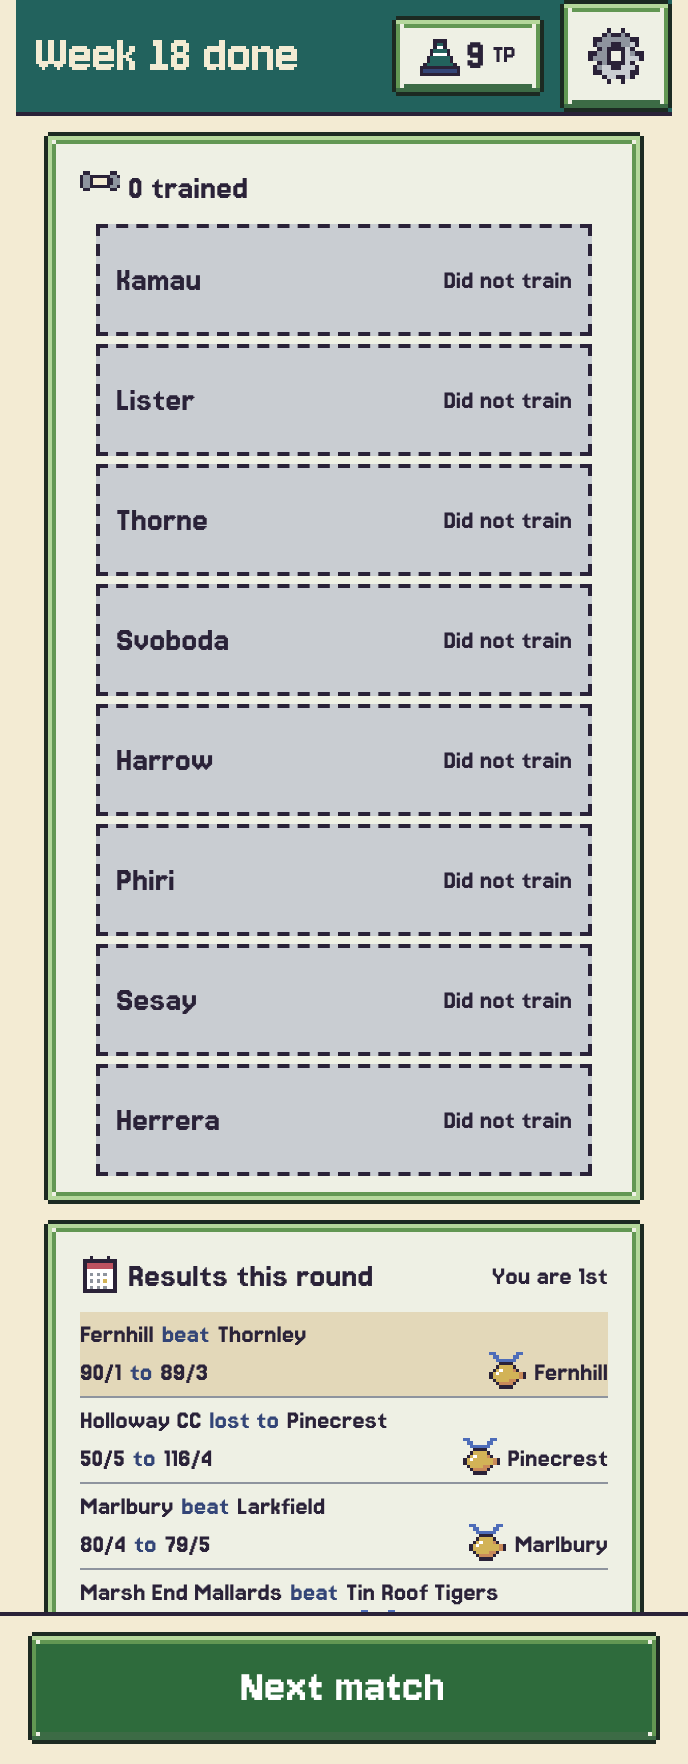 Week 18 done
9 TP
0 trained
Kamau Did not train
Lister Did not train
Thorne Did not train
Svoboda Did not train
Harrow Did not train
Phiri Did not train
Sesay Did not train
Herrera Did not train
Results this round You are 1st
Fernhill beat Thornley
90/1 to 89/3 Fernhill
Holloway CC lost to Pinecrest
50/5 to 116/4 Pinecrest
Marlbury beat Larkfield
80/4 to 79/5 Marlbury
Marsh End Mallards beat Tin Roof Tigers
Next match